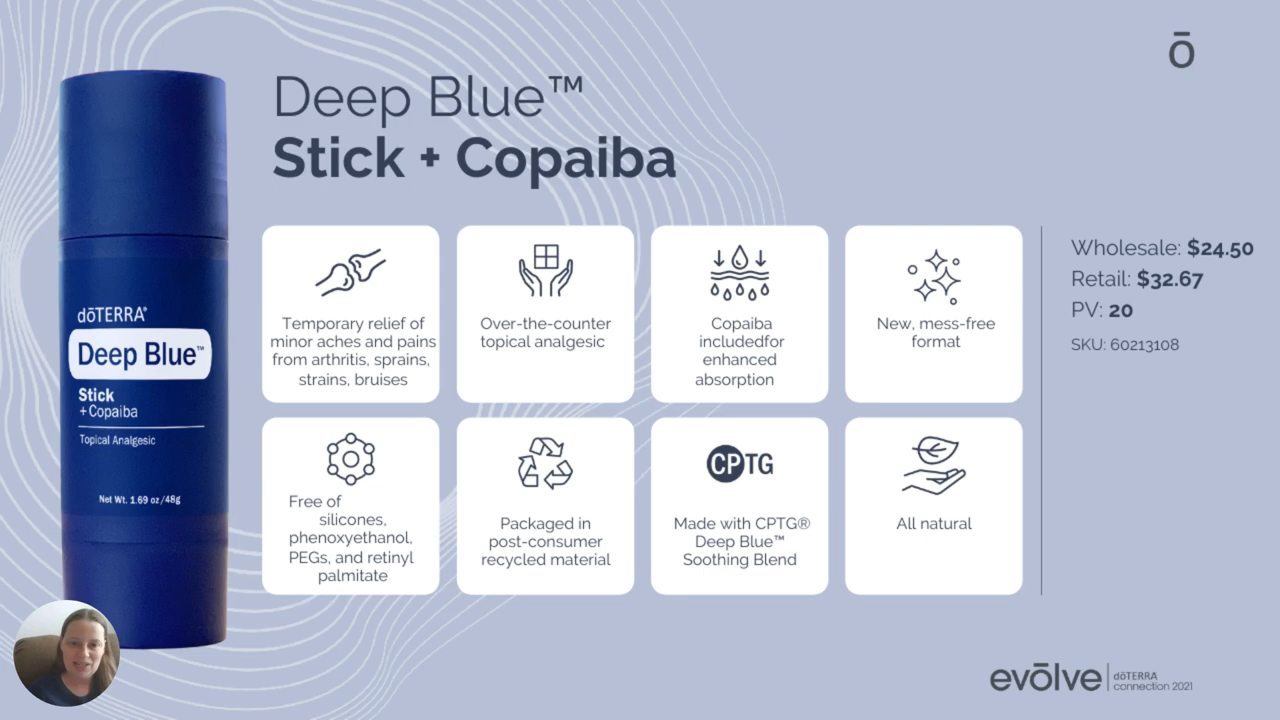 ō
Deep Blue™
Stick + Copaiba
dōTERRA®
Deep Blue™
Stick
+Copaiba
Topical Analgesic
Net Wt. 1.69 oz/48g
Temporary relief of
minor aches and pains
from arthritis, sprains,
strains, bruises
Over-the-counter
topical analgesic
Copaiba
includedfor
enhanced
absorption
New, mess-free
format
Free of
silicones,
phenoxyethanol,
PEGs, and retinyl
palmitate
Packaged in
post-consumer
recycled material
CPTG
Made with CPTG®
Deep Blue™
Soothing Blend
All natural
Wholesale: $24.50
Retail: $32.67
PV: 20
SKU: 60213108
evōlve
dōTERRA
connection 2021